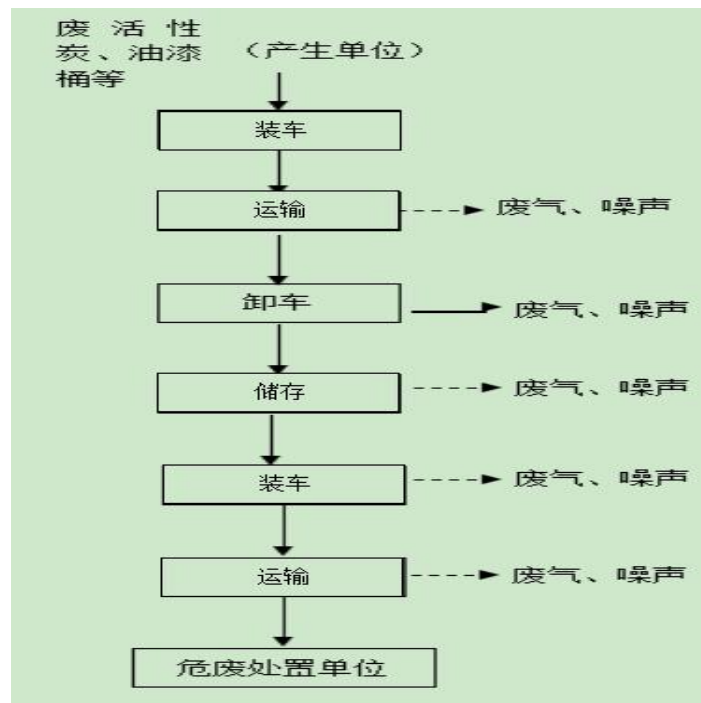 废活性
炭、油漆
桶等
（产生单位）
装车
运输
废气、噪声
卸车
废气、噪声
储存
废气、噪声
装车
废气、噪声
运输
废气、噪声
危废处置单位